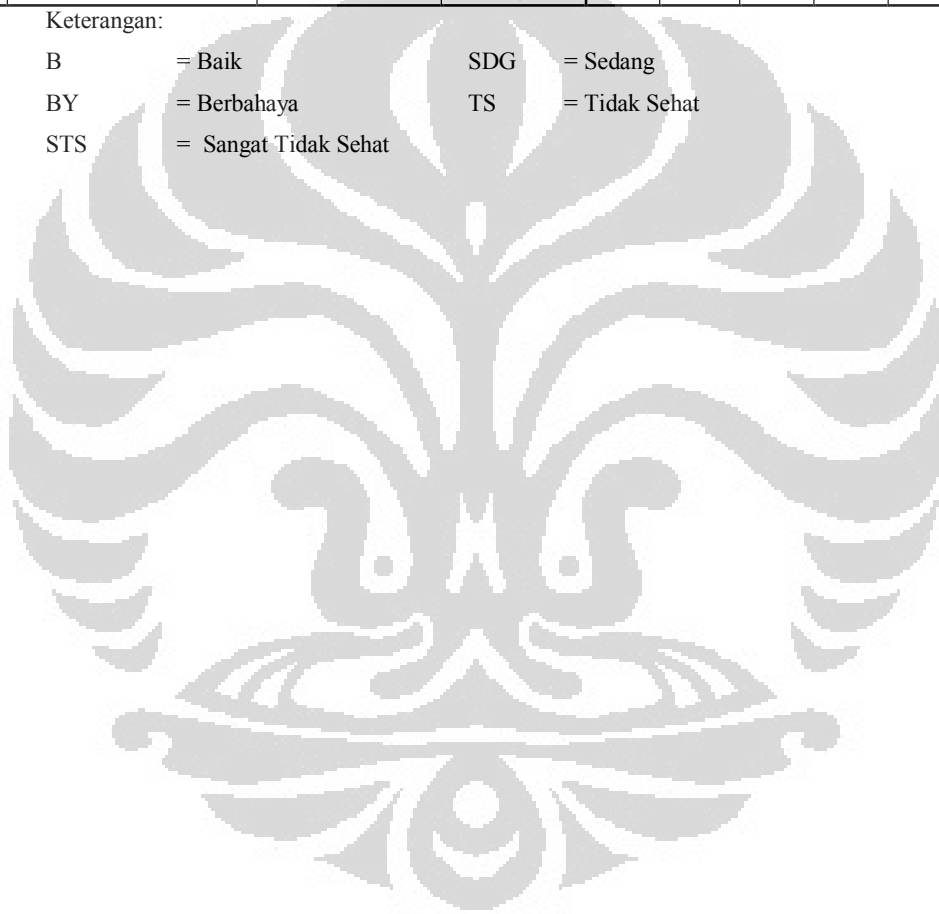 Keterangan:
B = Baik SDG = Sedang
BY = Berbahaya TS = Tidak Sehat
STS = Sangat Tidak Sehat